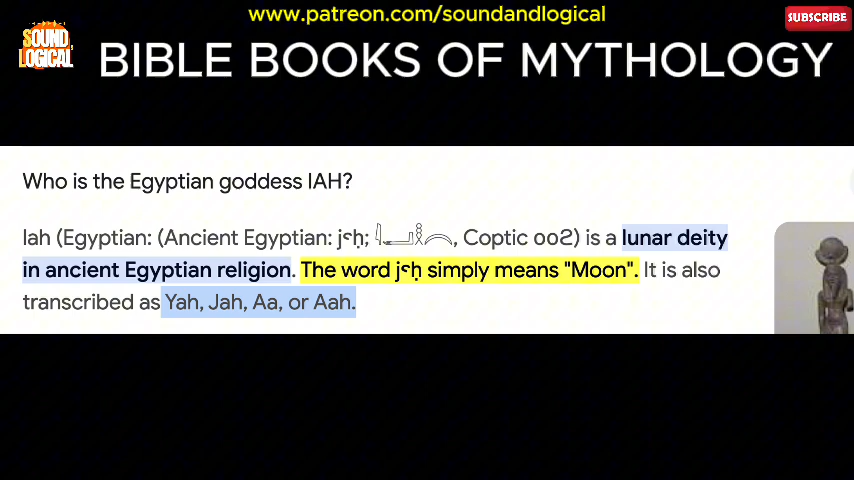 www.patreon.com/soundandlogical
SUBSCRIBE
SOUND
LOGICAL
BIBLE BOOKS OF MYTHOLOGY
Who is the Egyptian goddess IAH?
Iah (Egyptian: (Ancient Egyptian: jꜥḥ; 𓇋𓂝𓎛𓇹, Coptic ⲟⲟϩ) is a lunar deity
in ancient Egyptian religion. The word jꜥḥ simply means "Moon". It is also
transcribed as Yah, Jah, Aa, or Aah.